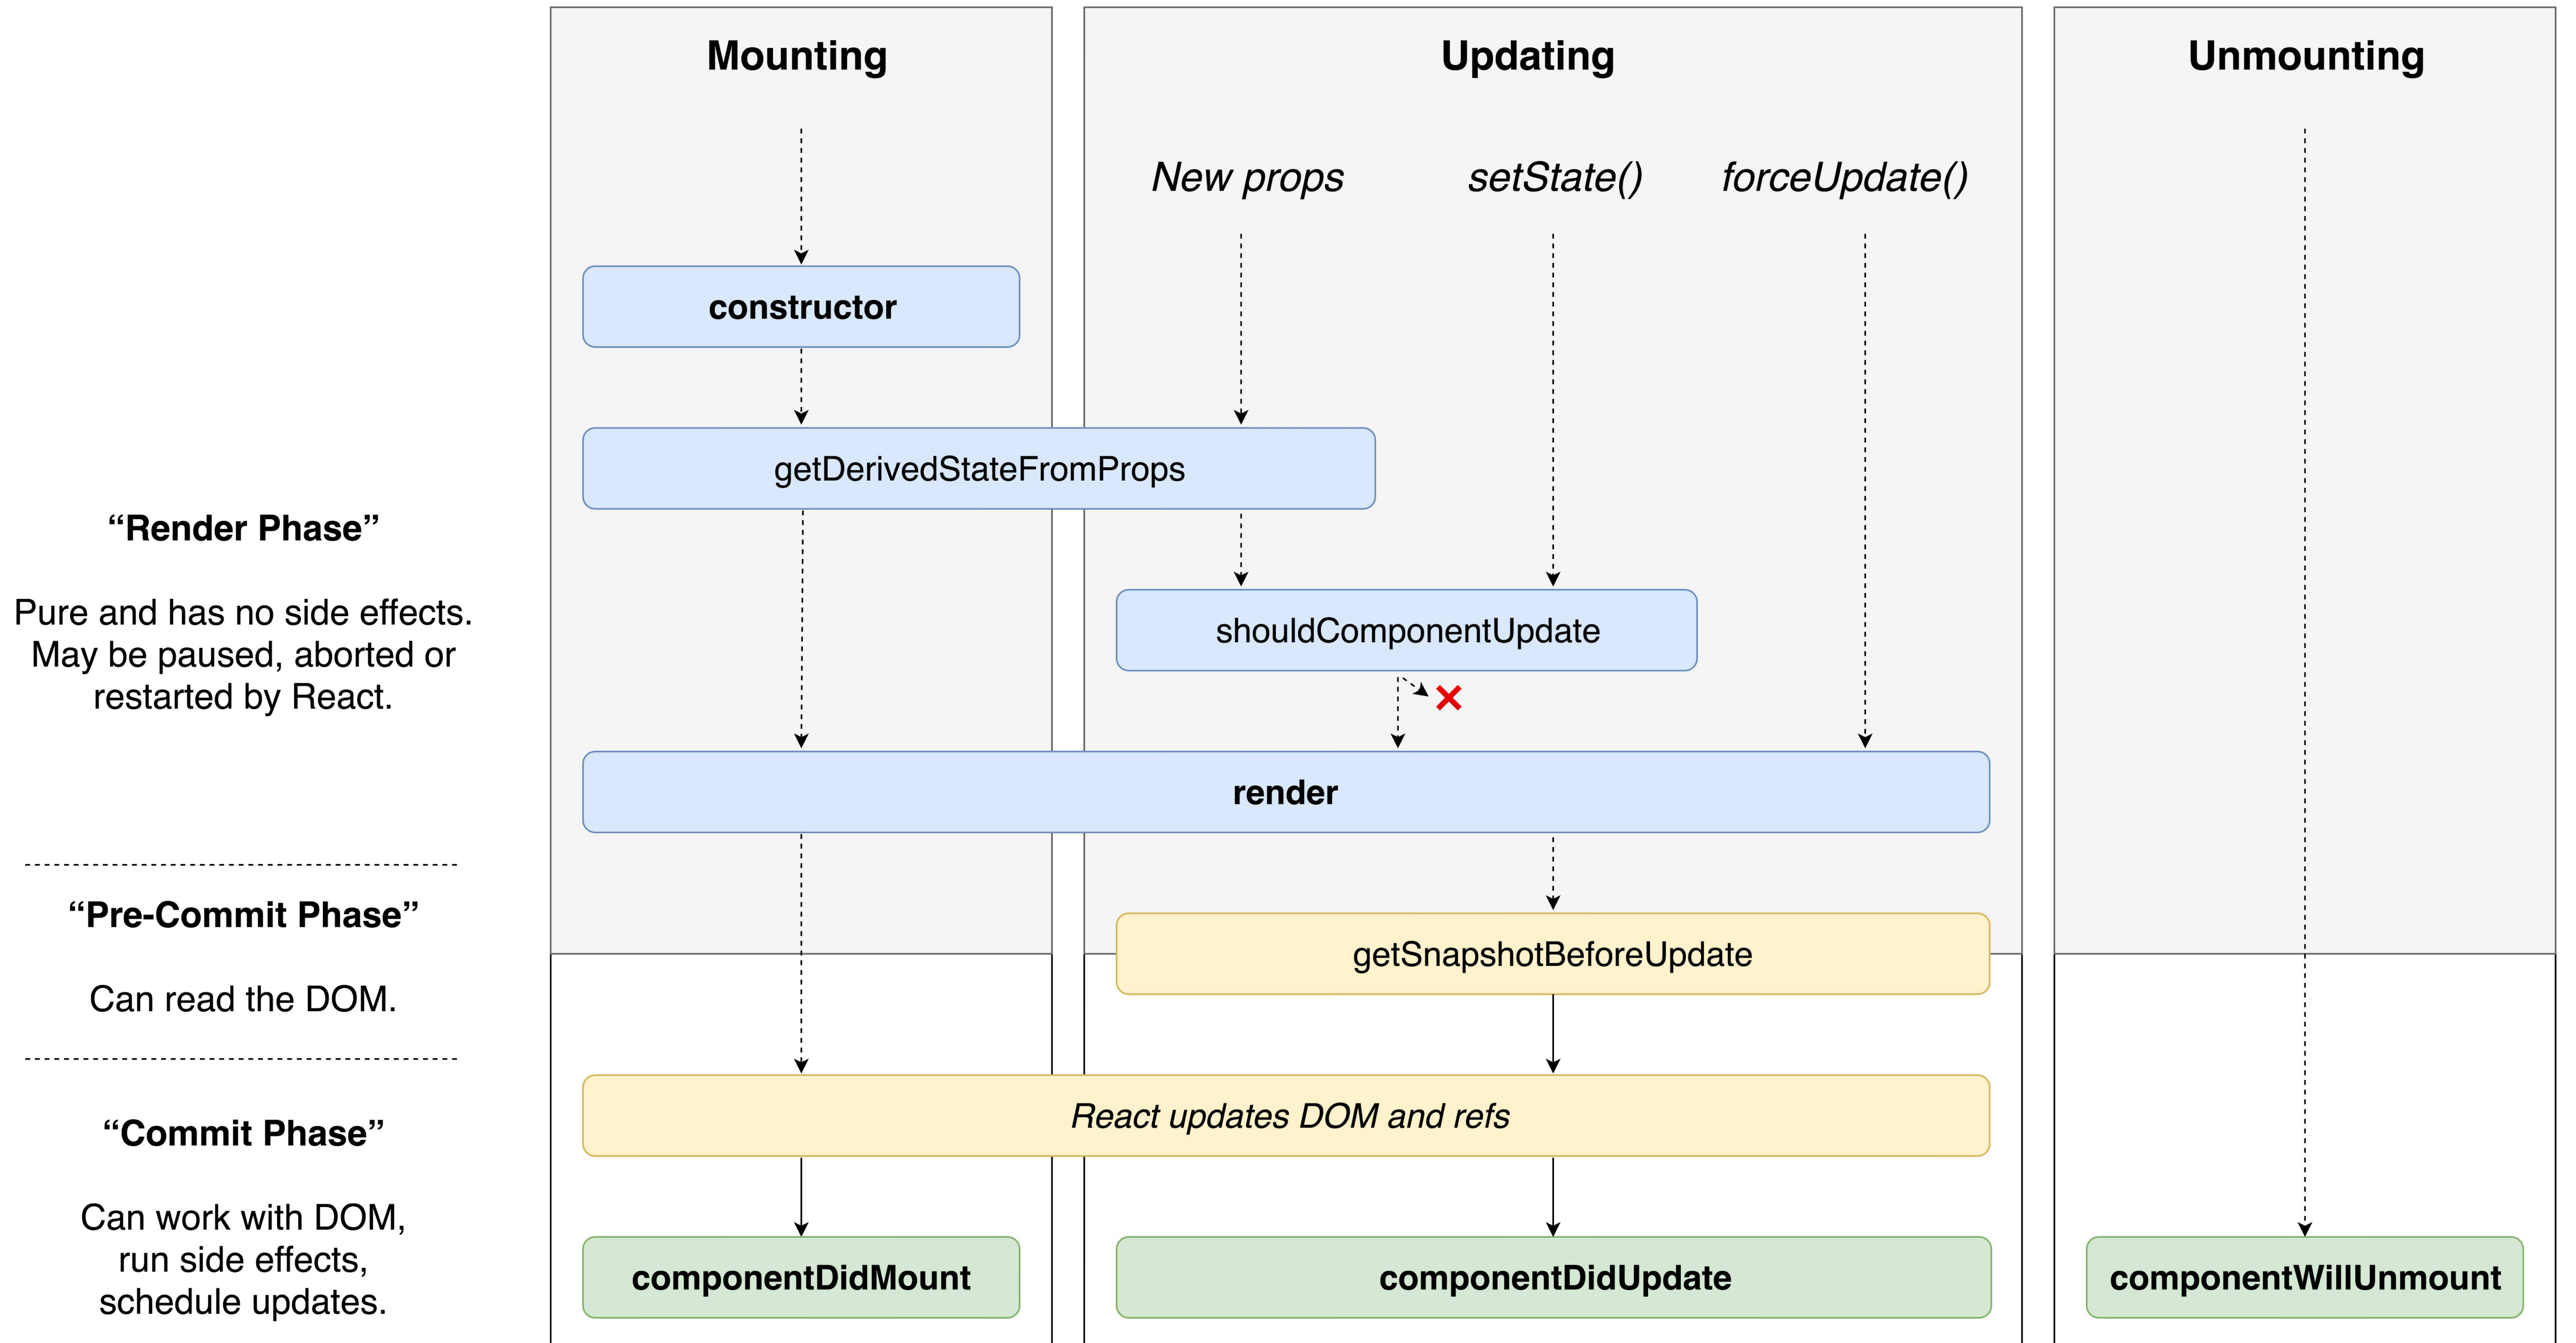 Mounting
Updating
Unmounting
New props
setState()
forceUpdate()
constructor
getDerivedStateFromProps
“Render Phase”
Pure and has no side effects.
May be paused, aborted or
restarted by React.
shouldComponentUpdate
render
“Pre-Commit Phase”
Can read the DOM.
getSnapshotBeforeUpdate
React updates DOM and refs
“Commit Phase”
Can work with DOM,
run side effects,
schedule updates.
componentDidMount
componentDidUpdate
componentWillUnmount